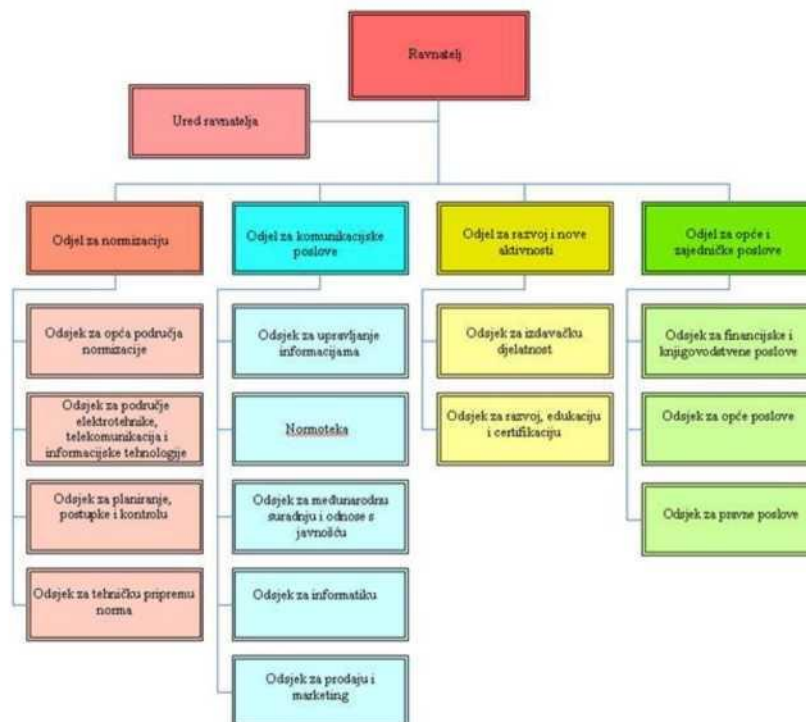 Ravnatelj
Ured ravnatelja
Odjel za normizaciju
Odsjek za opća područja
normizacije
Odsjek za područje
elektrotehnike,
telekomunikacija i
informacijske tehnologije
Odsjek za planiranje,
postupke i kontrolu
Odsjek za tehničku pripremu
norma
Odjel za komunikacijske
poslove
Odsjek za upravljanje
informacijama
Normoteka
Odsjek za međunarodnu
suradnju i odnose s
javnošću
Odsjek za informatiku
Odsjek za prodaju i
marketing
Odjel za razvoj i nove
aktivnosti
Odsjek za izdavačku
djelatnost
Odsjek za razvoj, edukaciju
i certifikaciju
Odjel za opće i
zajedničke poslove
Odsjek za financijske i
knjigovodstvene poslove
Odsjek za opće poslove
Odsjek za pravne poslove